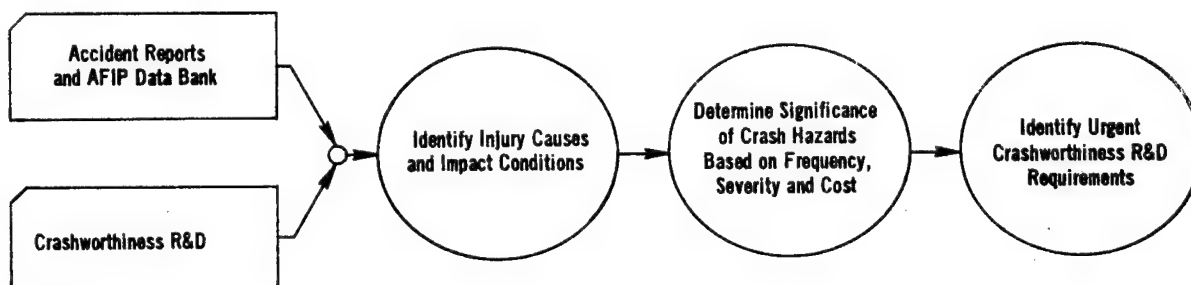 Accident Reports
and AFIP Data Bank
Crashworthiness R&D
Identify Injury Causes
and Impact Conditions
Determine Significance
of Crash Hazards
Based on Frequency,
Severity and Cost
Identify Urgent
Crashworthiness R&D
Requirements